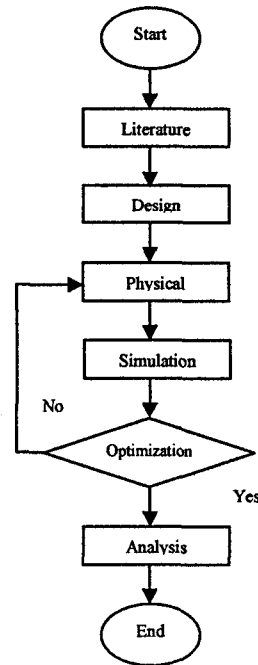 Start
Literature
Design
Physical
Simulation
No
Optimization
Yes
Analysis
End